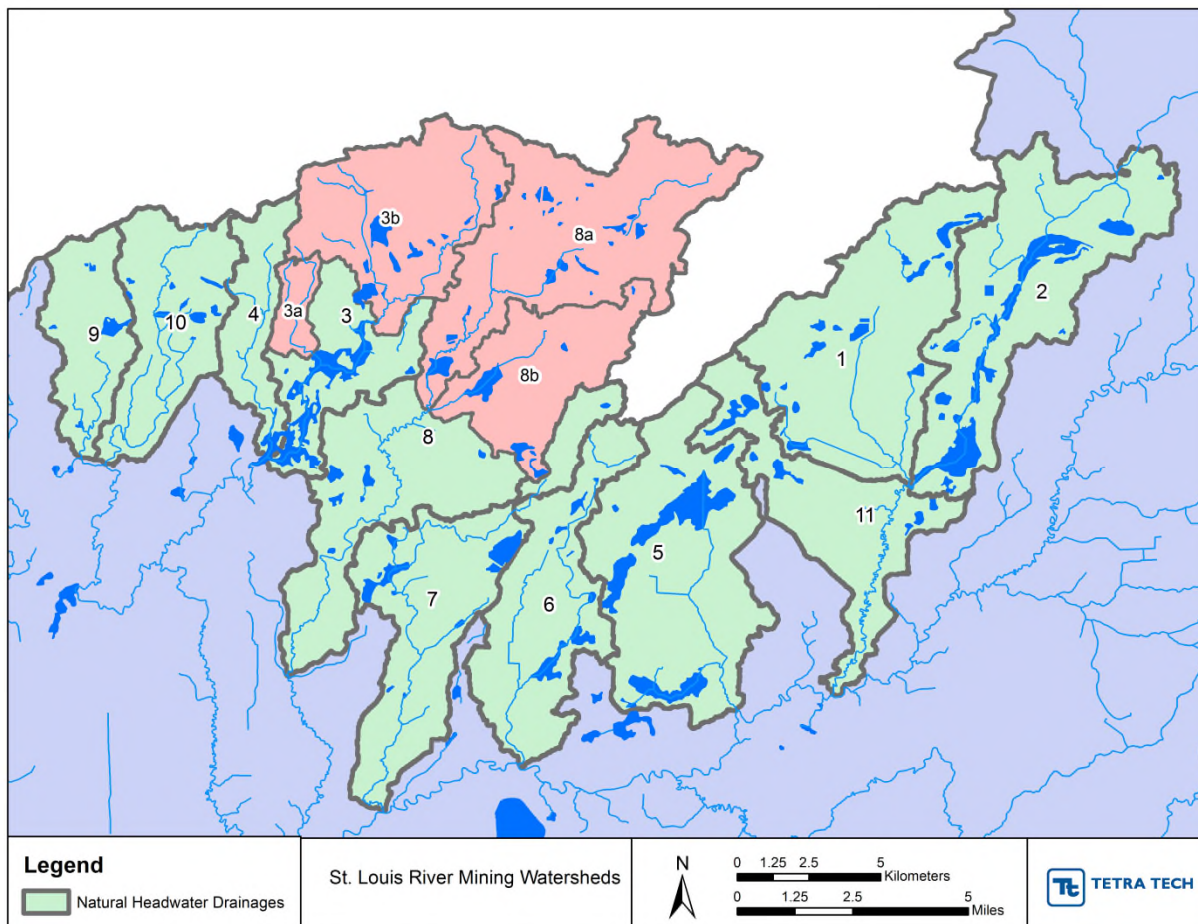 3b
8a
2
3a
3
4
10
9
1
8b
8
11
5
7
6
Legend
Natural Headwater Drainages
St. Louis River Mining Watersheds
N
0 1.25 2.5 5
Kilometers
0 1.25 2.5 5
Miles
Tt TETRA TECH